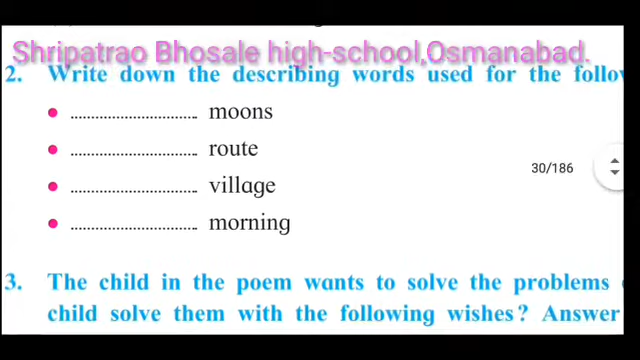 Shripatrao Bhosale high-school,Osmanabad.
2. Write down the describing words used for the
• ................................ moons
• ................................ route
30/186
• ................................ village
• ................................ morning
3. The child in the poem wants to solve the problems
child solve them with the following wishes? Answer